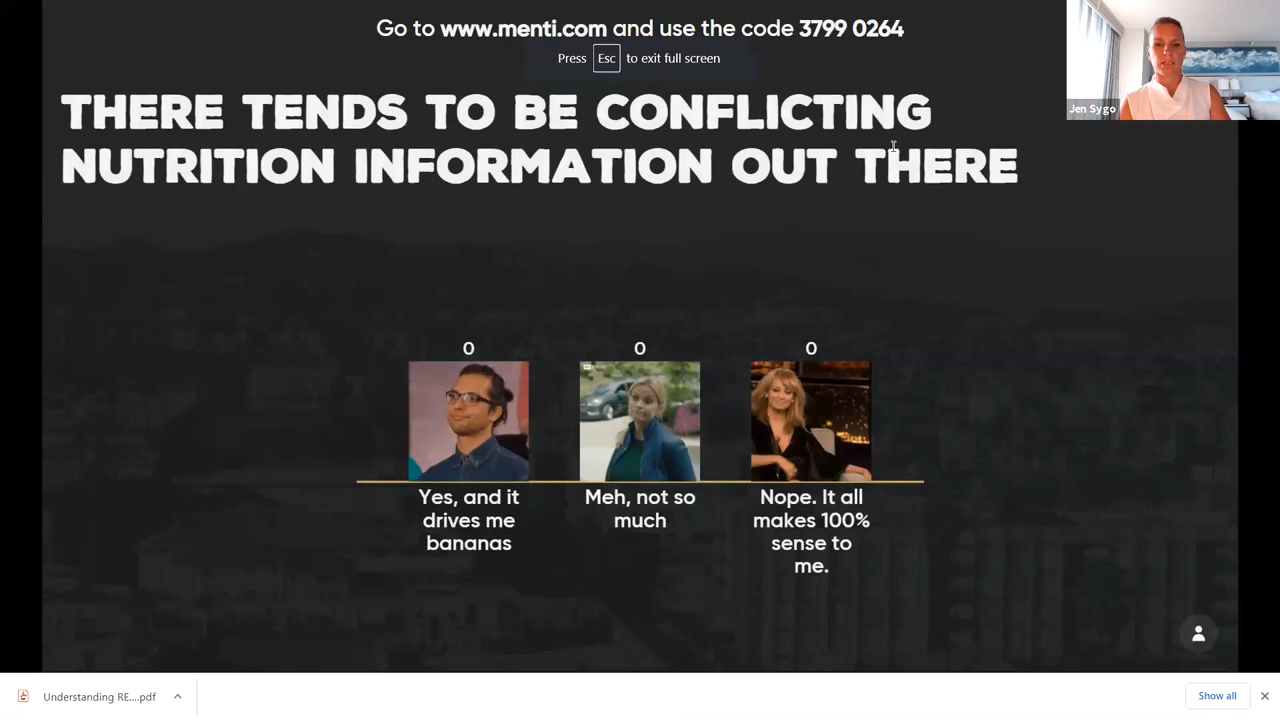 Go to www.menti.com and use the code 3799 0264
Press Esc to exit full screen
THERE TENDS TO BE CONFLICTING
NUTRITION INFORMATION OUT THERE
Jen Sygo
0
0
0
Yes, and it
drives me
bananas
Meh, not so
much
Nope. It all
makes 100%
sense to
me.
Understanding RE....pdf
Show all